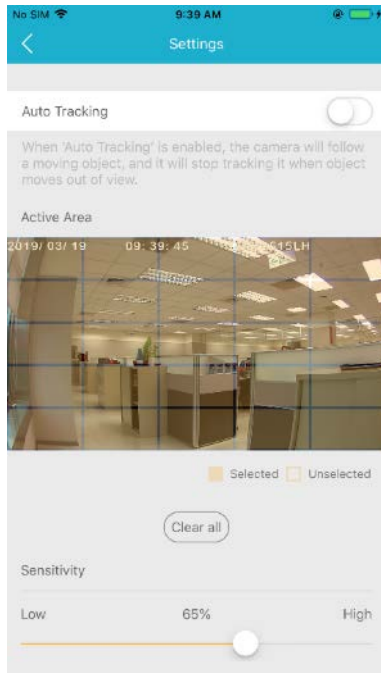 No SIM 9:39 AM
Settings
Auto Tracking
When 'Auto Tracking' is enabled, the camera will follow
a moving object, and it will stop tracking it when object
moves out of view.
Active Area
2019/ 03/ 19 09: 39: 45 615LH
Selected Unselected
Clear all
Sensitivity
Low 65% High